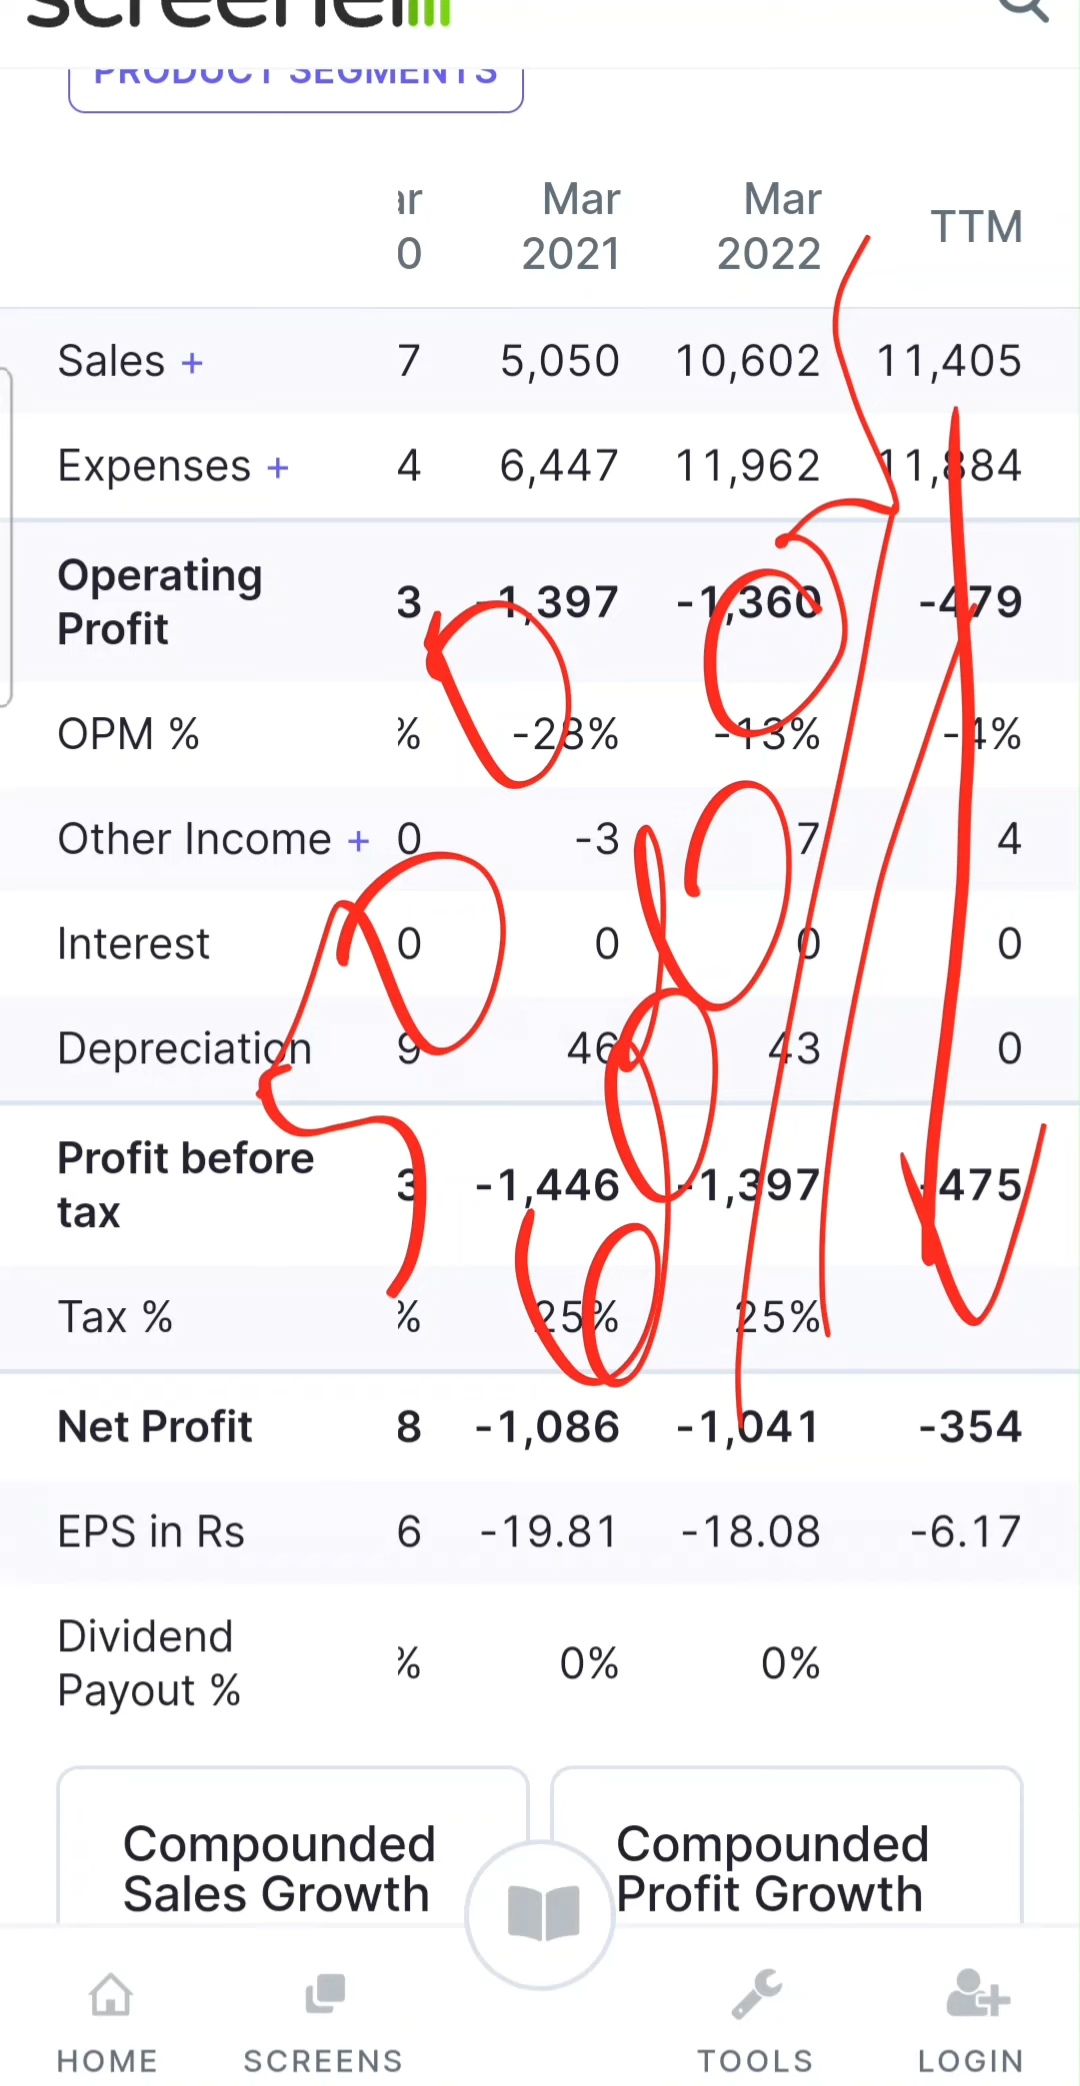 screener
PRODUCT SEGMENTS
ar Mar Mar TTM
0 2021 2022
Sales + 7 5,050 10,602 11,405
Expenses + 4 6,447 11,962 11,884
Operating Profit 3 -1,397 -1,360 -479
OPM % % -28% -13% -4%
Other Income + 0 -3 7 4
Interest 0 0 0 0
Depreciation 9 46 43 0
Profit before tax 3 -1,446 -1,397 -475
Tax % % 25% 25%
Net Profit 8 -1,086 -1,041 -354
EPS in Rs 6 -19.81 -18.08 -6.17
Dividend Payout % % 0% 0%
Compounded Sales Growth
Compounded Profit Growth
HOME SCREENS TOOLS LOGIN